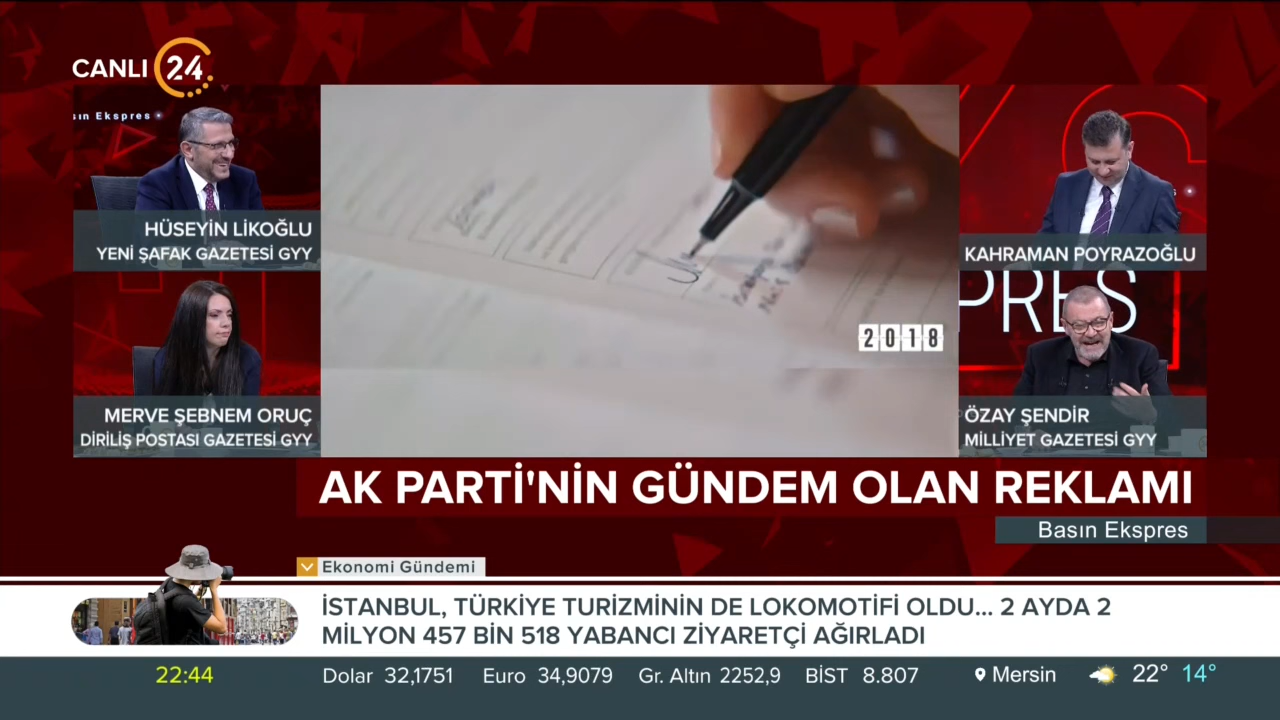 CANLI 24
sın Ekspres
HÜSEYİN LİKOĞLU
YENİ ŞAFAK GAZETESİ GYY
KAHRAMAN POYRAZOĞLU
PRES
2018
MERVE ŞEBNEM ORUÇ
DİRİLİŞ POSTASI GAZETESİ GYY
ÖZAY ŞENDİR
MİLLİYET GAZETESİ GYY
AK PARTİ'NİN GÜNDEM OLAN REKLAMI
Basın Ekspres
Ekonomi Gündemi
İSTANBUL, TÜRKİYE TURİZMİNİN DE LOKOMOTİFİ OLDU... 2 AYDA 2
MİLYON 457 BİN 518 YABANCI ZİYARETÇİ AĞIRLADI
22:44 Dolar 32,1751 Euro 34,9079 Gr. Altın 2252,9 BİST 8.807 Mersin 22° 14°